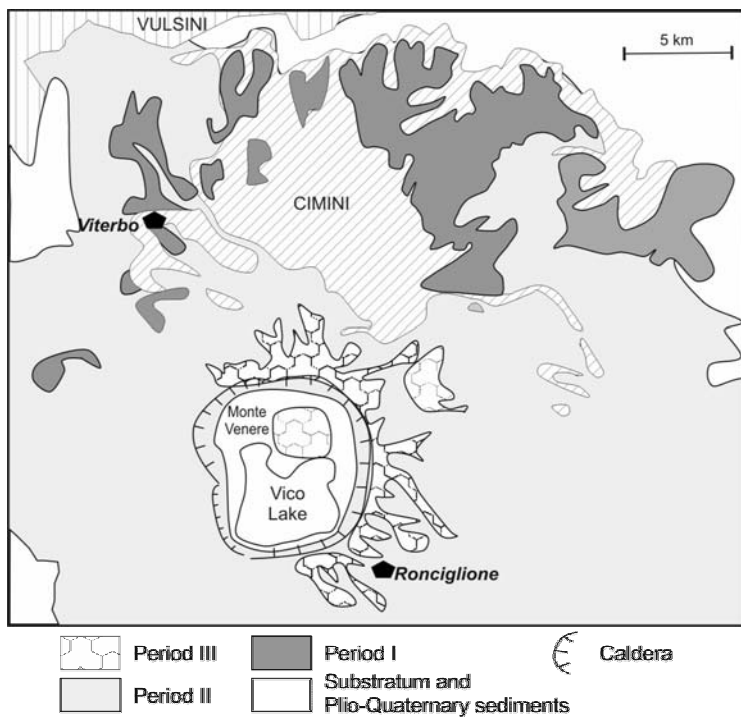 VULSINI
5 km
CIMINI
Viterbo
Monte
Venere
Vico
Lake
Ronciglione
Period III
Period I
Caldera
Period II
Substratum and
Plio-Quaternary sediments